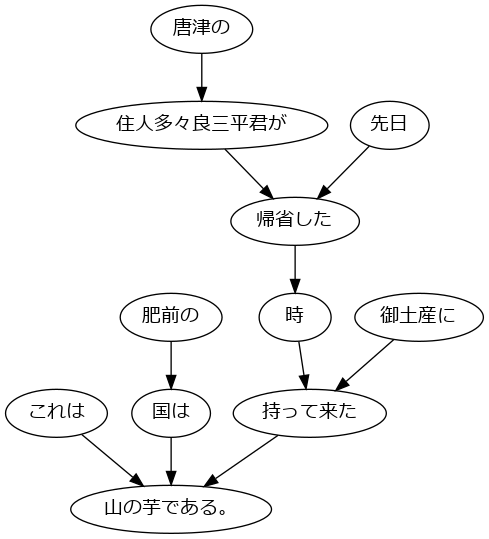 唐津の
住人多々良三平君が
先日
帰省した
肥前の
時
御土産に
これは
国は
持って来た
山の芋である。